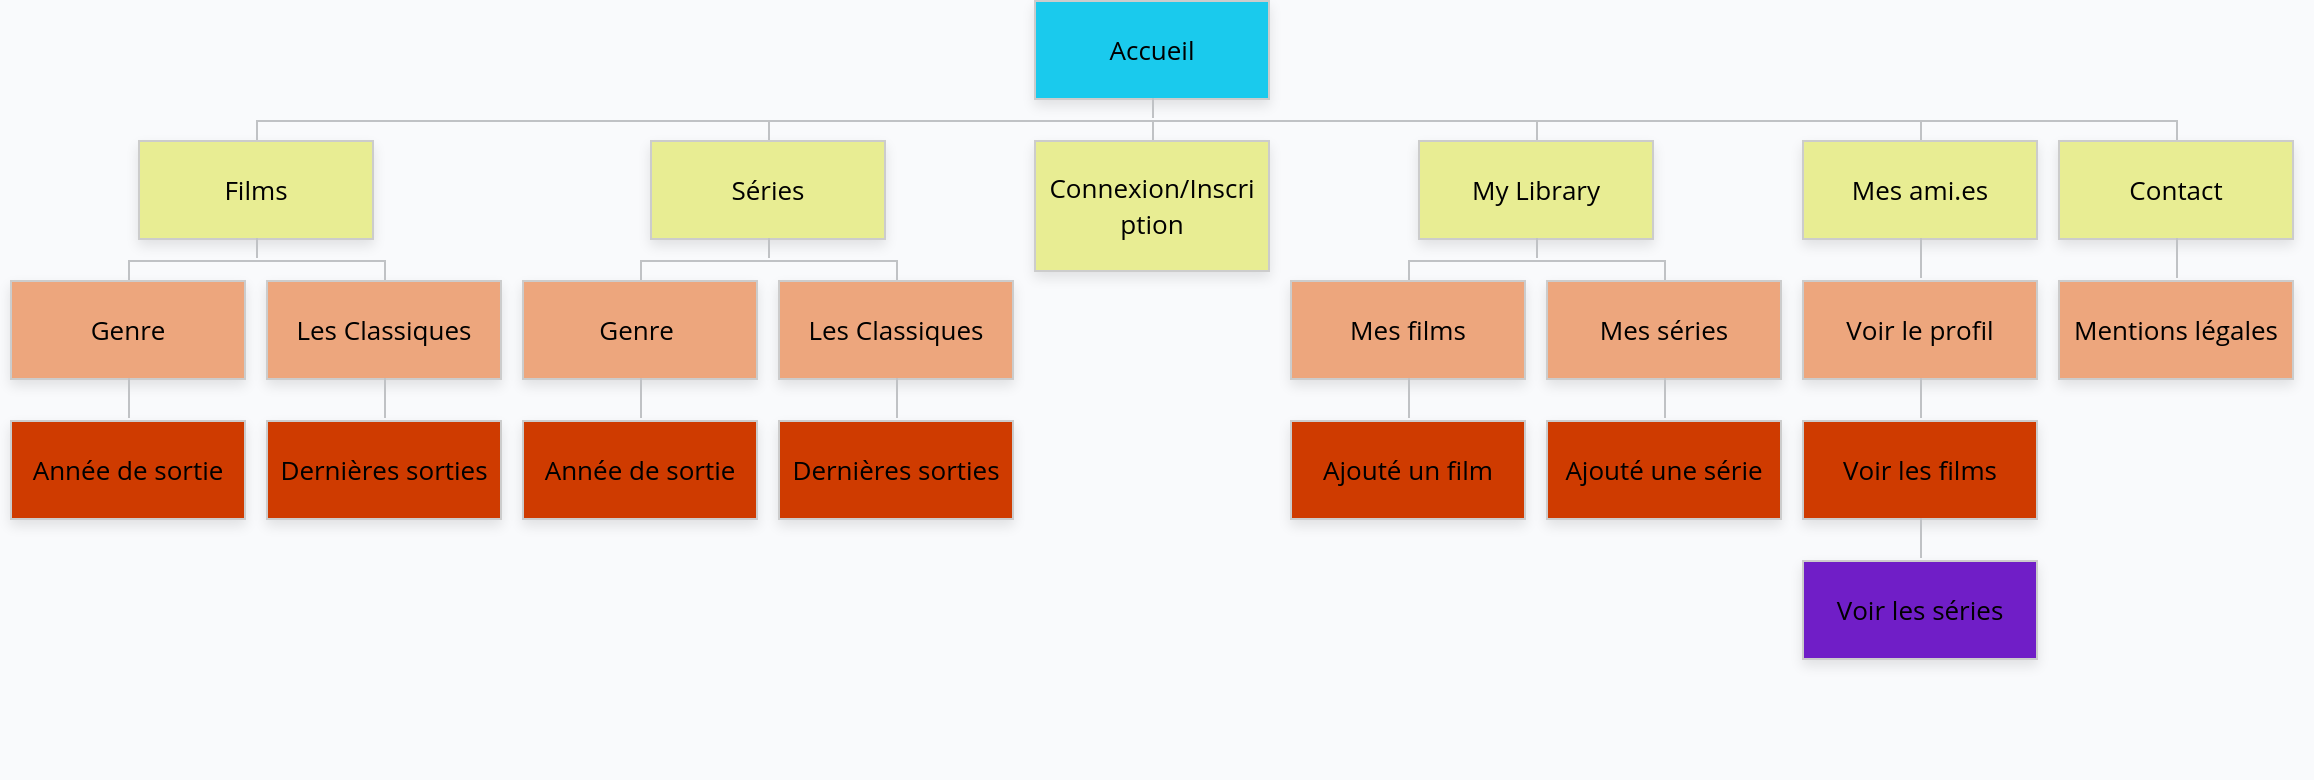 Accueil
Films
Séries
Connexion/Inscri
ption
My Library
Mes ami.es
Contact
Genre
Les Classiques
Genre
Les Classiques
Mes films
Mes séries
Voir le profil
Mentions légales
Année de sortie
Dernières sorties
Année de sortie
Dernières sorties
Ajouté un film
Ajouté une série
Voir les films
Voir les séries